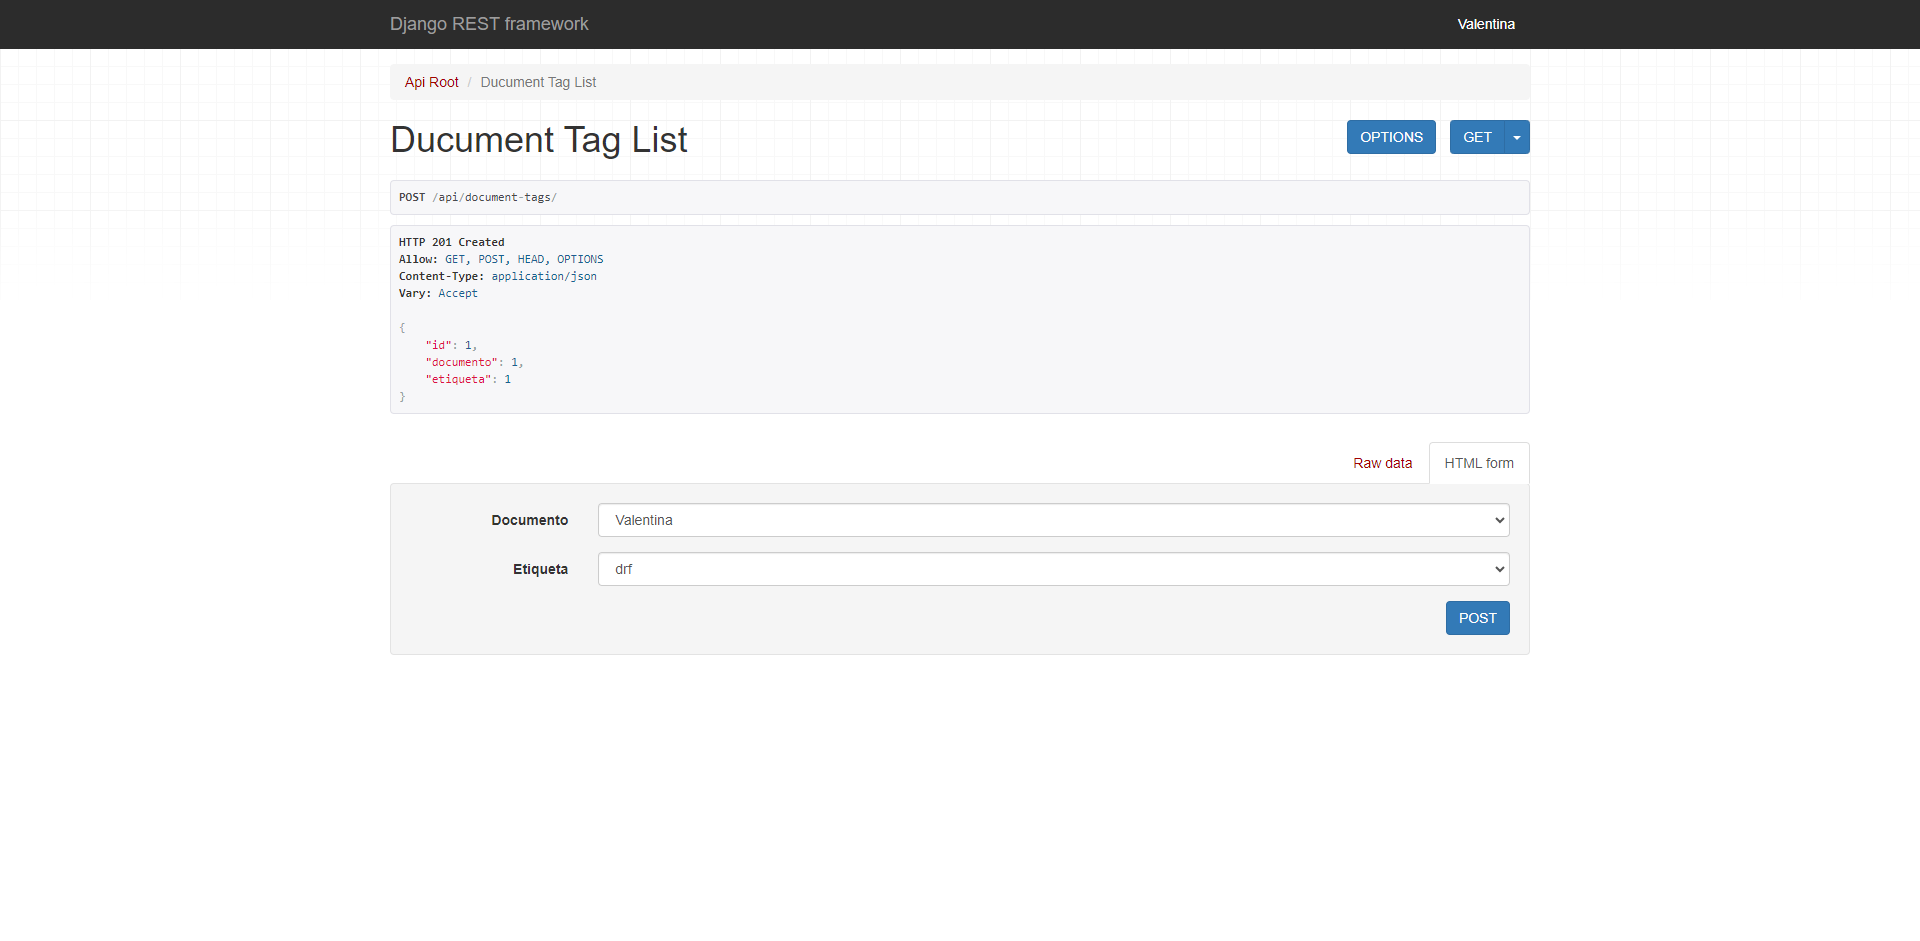 Django REST framework
Valentina
Api Root / Ducument Tag List
Ducument Tag List
OPTIONS
GET
POST /api/document-tags/
HTTP 201 Created
Allow: GET, POST, HEAD, OPTIONS
Content-Type: application/json
Vary: Accept
{
    "id": 1,
    "documento": 1,
    "etiqueta": 1
}
Raw data
HTML form
Documento
Valentina
Etiqueta
drf
POST